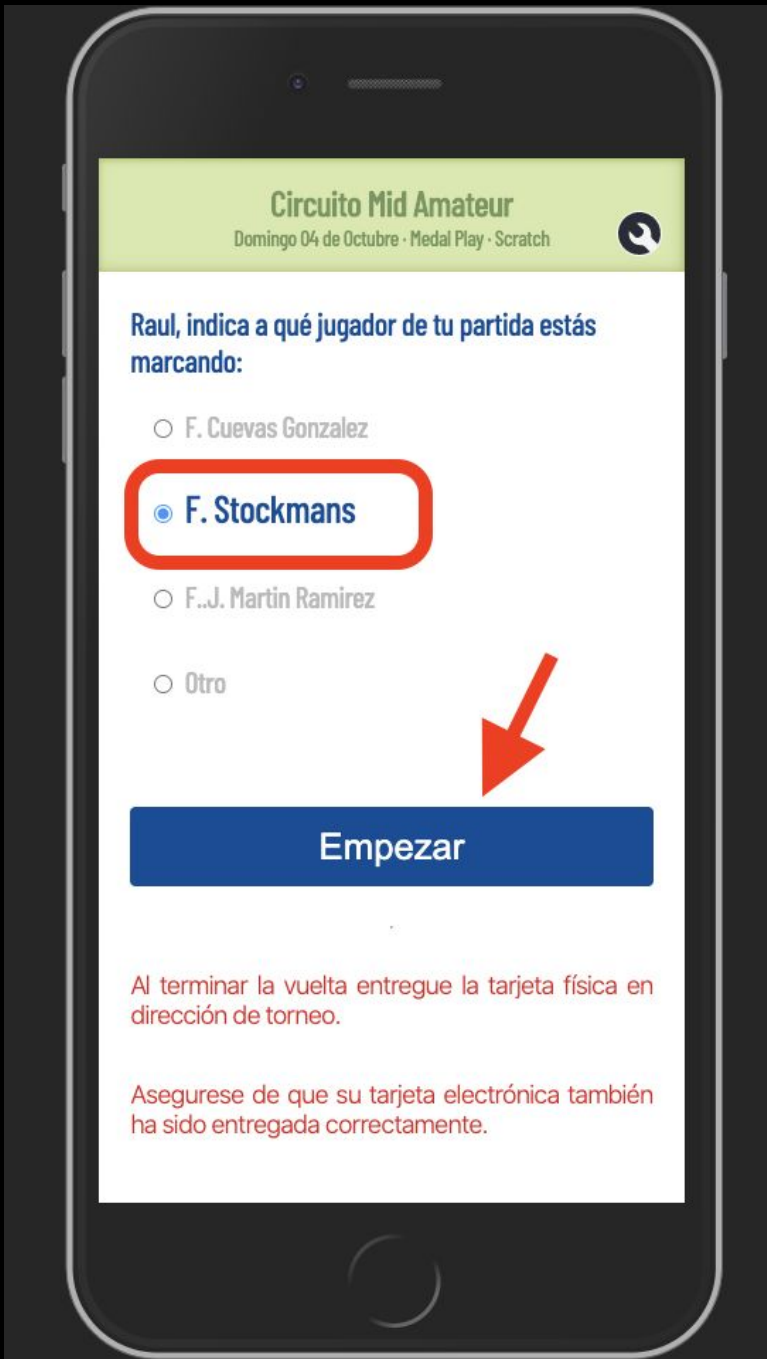 Circuito Mid Amateur
Domingo 04 de Octubre · Medal Play · Scratch
Raul, indica a qué jugador de tu partida estás
marcando:
F. Cuevas Gonzalez
F. Stockmans
F..J. Martin Ramirez
Otro
Empezar
.
Al terminar la vuelta entregue la tarjeta física en
dirección de torneo.
Asegurese de que su tarjeta electrónica también
ha sido entregada correctamente.